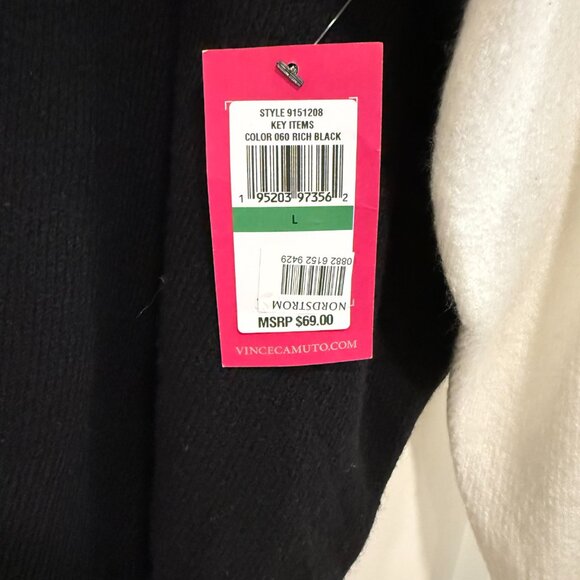 STYLE 9151208
KEY ITEMS
COLOR 060 RICH BLACK
1 95203 97356 2
L
0882 6152 9429
NORDSTROM
MSRP $69.00
VINCECAMUTO.COM